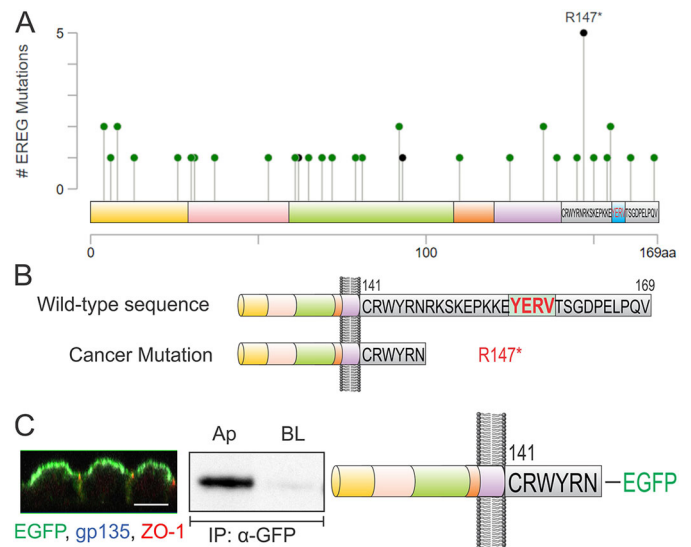 A
R147*
5
0
# EREG Mutations
CRWYRNRKSKEPKKEYERVTSGDPELPQV
0
100
169aa
B
141
169
Wild-type sequence
CRWYRNRKSKEPKKEYERVTSGDPELPQV
Cancer Mutation
CRWYRN
R147*
C
Ap
BL
141
CRWYRN
EGFP
EGFP, gp135, ZO-1
IP: α-GFP